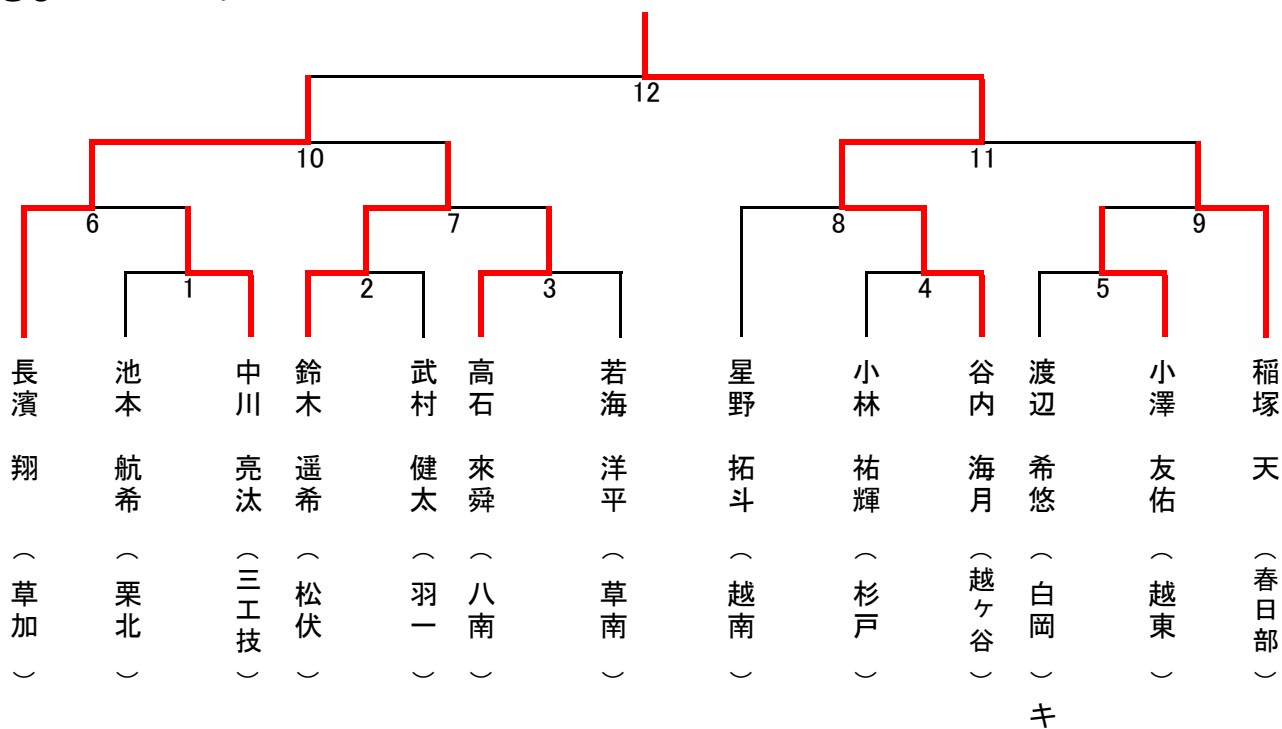 12
10
11
6
7
8
9
1
2
3
4
5
長濱 翔 (草加)
池本 航希 (栗北)
中川 亮汰 (三工技)
鈴木 遥希 (松伏)
武村 健太 (羽一)
高石 來舜 (八南)
若海 洋平 (草南)
星野 拓斗 (越南)
小林 祐輝 (杉戸)
谷内 海月 (越ヶ谷)
渡辺 希悠 (白岡) キ
小澤 友佑 (越東)
稲塚 天 (春日部)